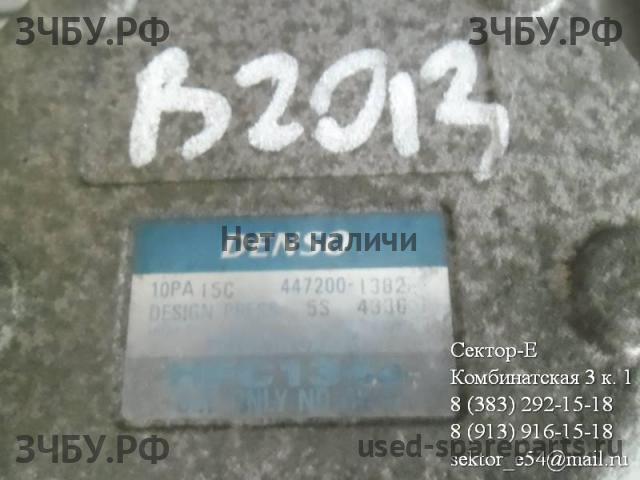 ЗЧБУ.РФ ЗЧБУ.РФ
B2013
Нет в наличи
DENSO
10PA15C 447200-1382
DESIGN PRESS 5S 4336
ONLY NO
Сектор-Е
Комбинатская 3 к. 1
8 (383) 292-15-18
8 (913) 916-15-18
ЗЧБУ.РФ used-spareparts.ru
sektor_e54@mail.ru